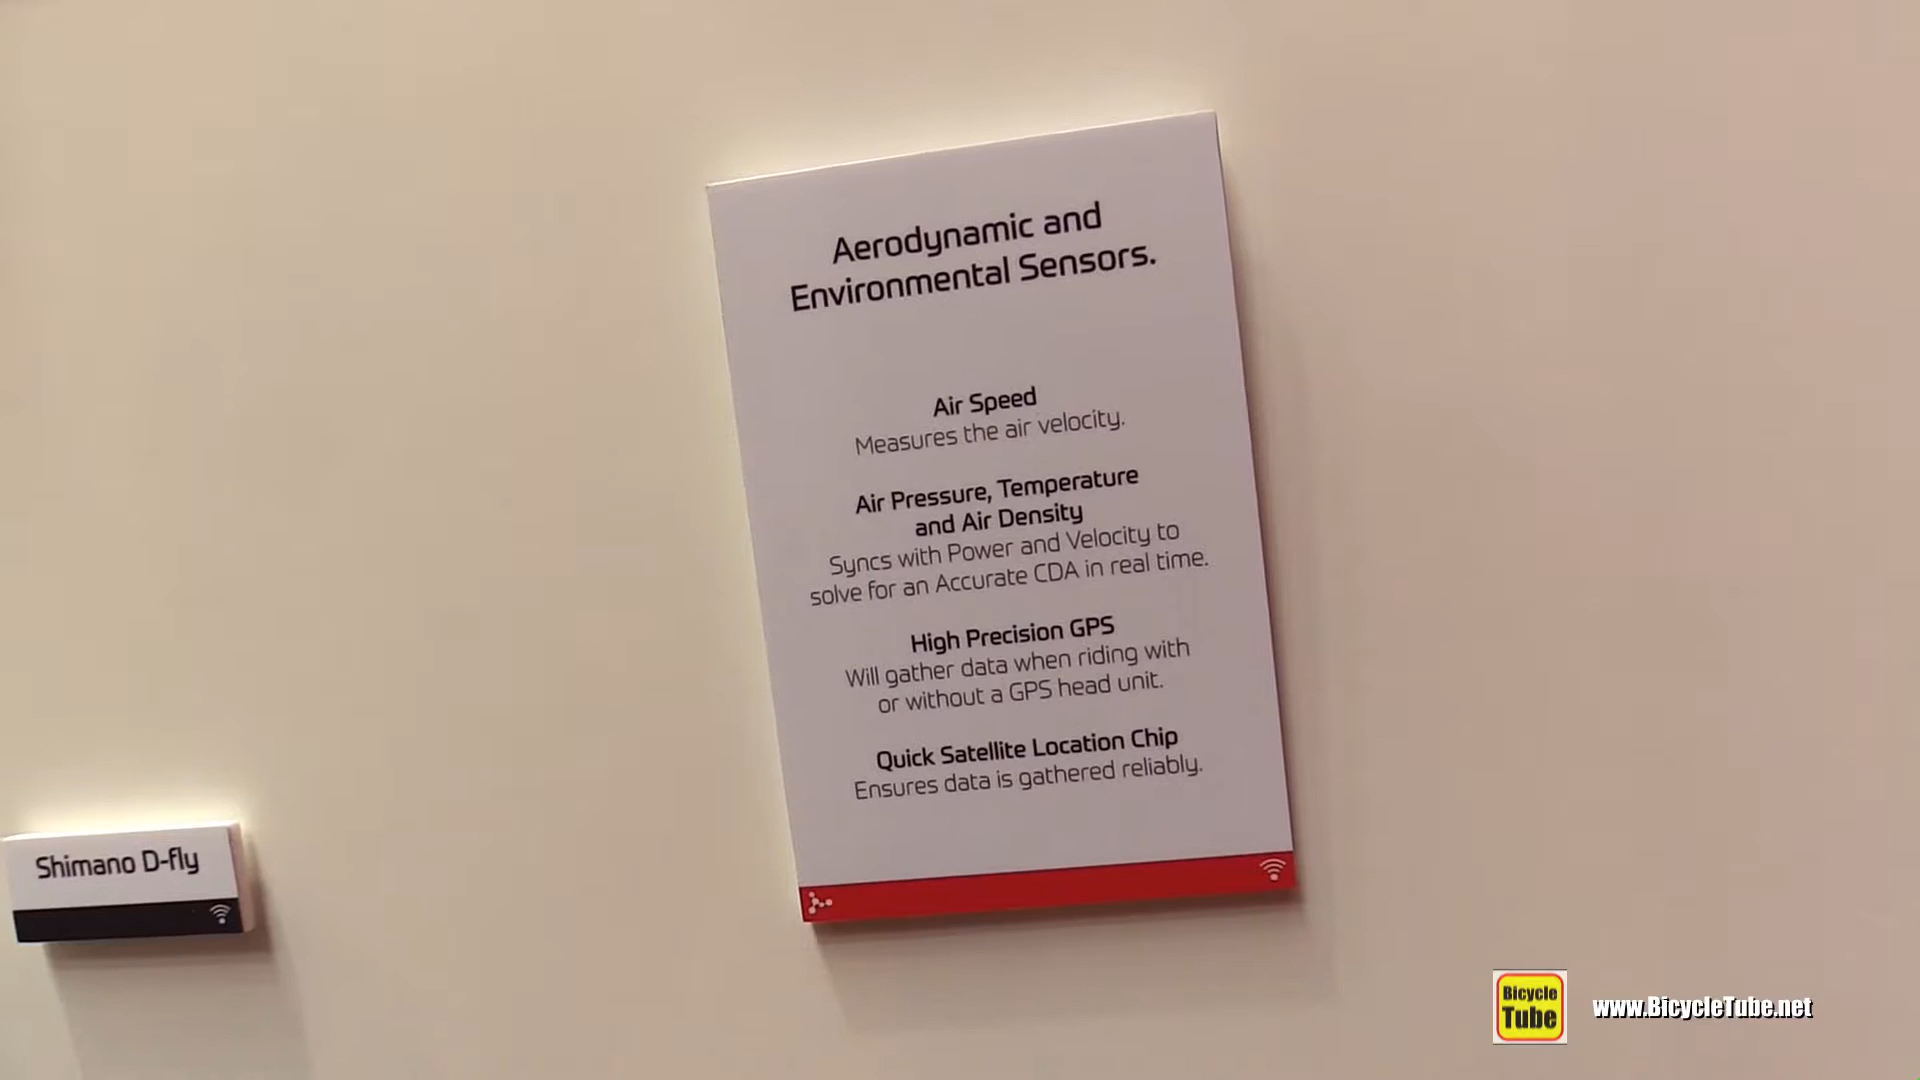 Aerodynamic and
Environmental Sensors.
Air Speed
Measures the air velocity.
Air Pressure, Temperature
and Air Density
Syncs with Power and Velocity to
solve for an Accurate CDA in real time.
High Precision GPS
Will gather data when riding with
or without a GPS head unit.
Quick Satellite Location Chip
Ensures data is gathered reliably.
Shimano D-fly
Bicycle
Tube
www.BicycleTube.net